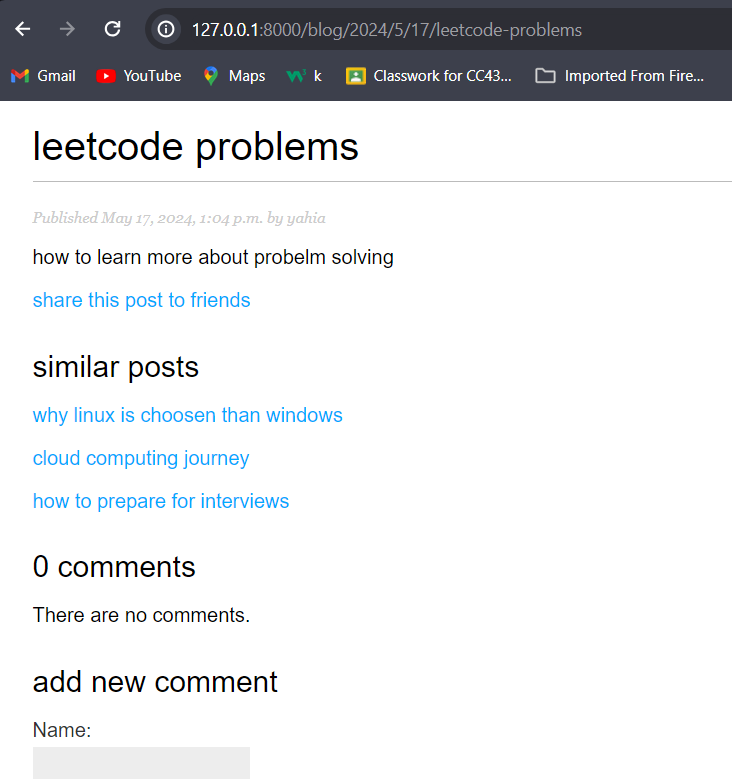 127.0.0.1:8000/blog/2024/5/17/leetcode-problems
Gmail YouTube Maps k Classwork for CC43... Imported From Fire...
leetcode problems
Published May 17, 2024, 1:04 p.m. by yahia
how to learn more about probelm solving
share this post to friends
similar posts
why linux is choosen than windows
cloud computing journey
how to prepare for interviews
0 comments
There are no comments.
add new comment
Name: